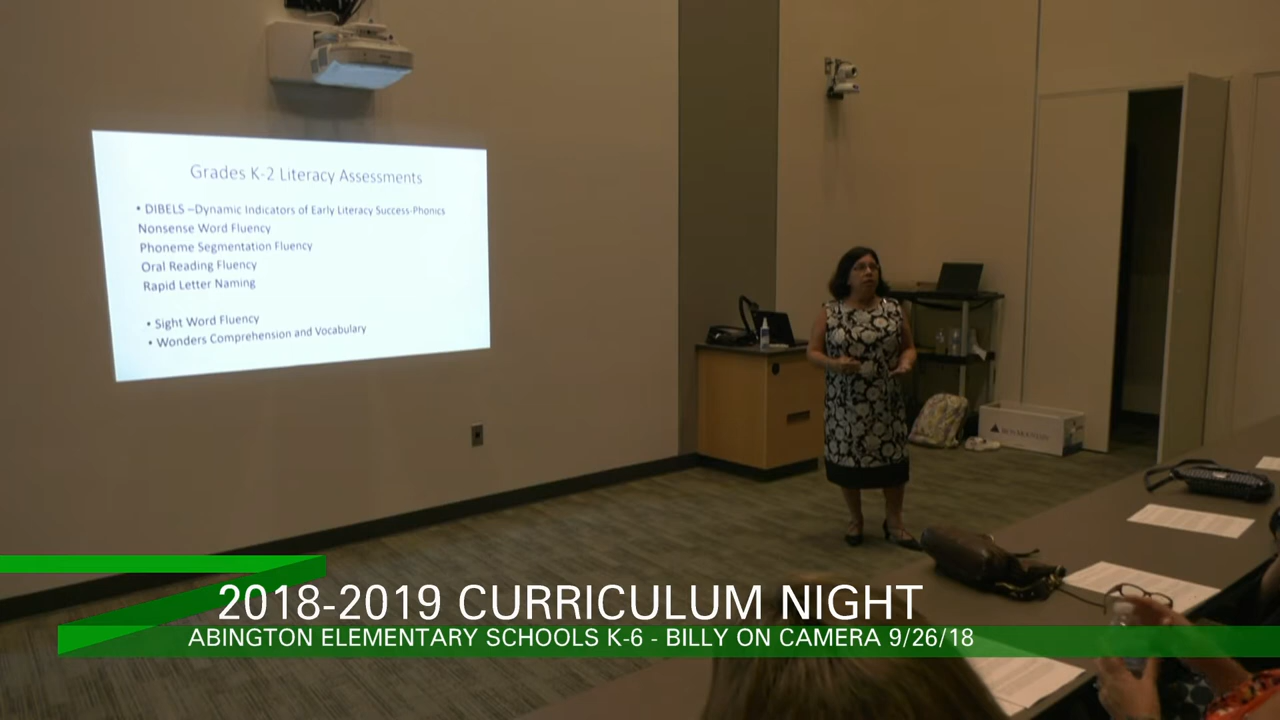 Grades K-2 Literacy Assessments
• DIBELS –Dynamic Indicators of Early Literacy Success-Phonics
Nonsense Word Fluency
Phoneme Segmentation Fluency
Oral Reading Fluency
Rapid Letter Naming
• Sight Word Fluency
• Wonders Comprehension and Vocabulary
2018-2019 CURRICULUM NIGHT
ABINGTON ELEMENTARY SCHOOLS K-6 - BILLY ON CAMERA 9/26/18